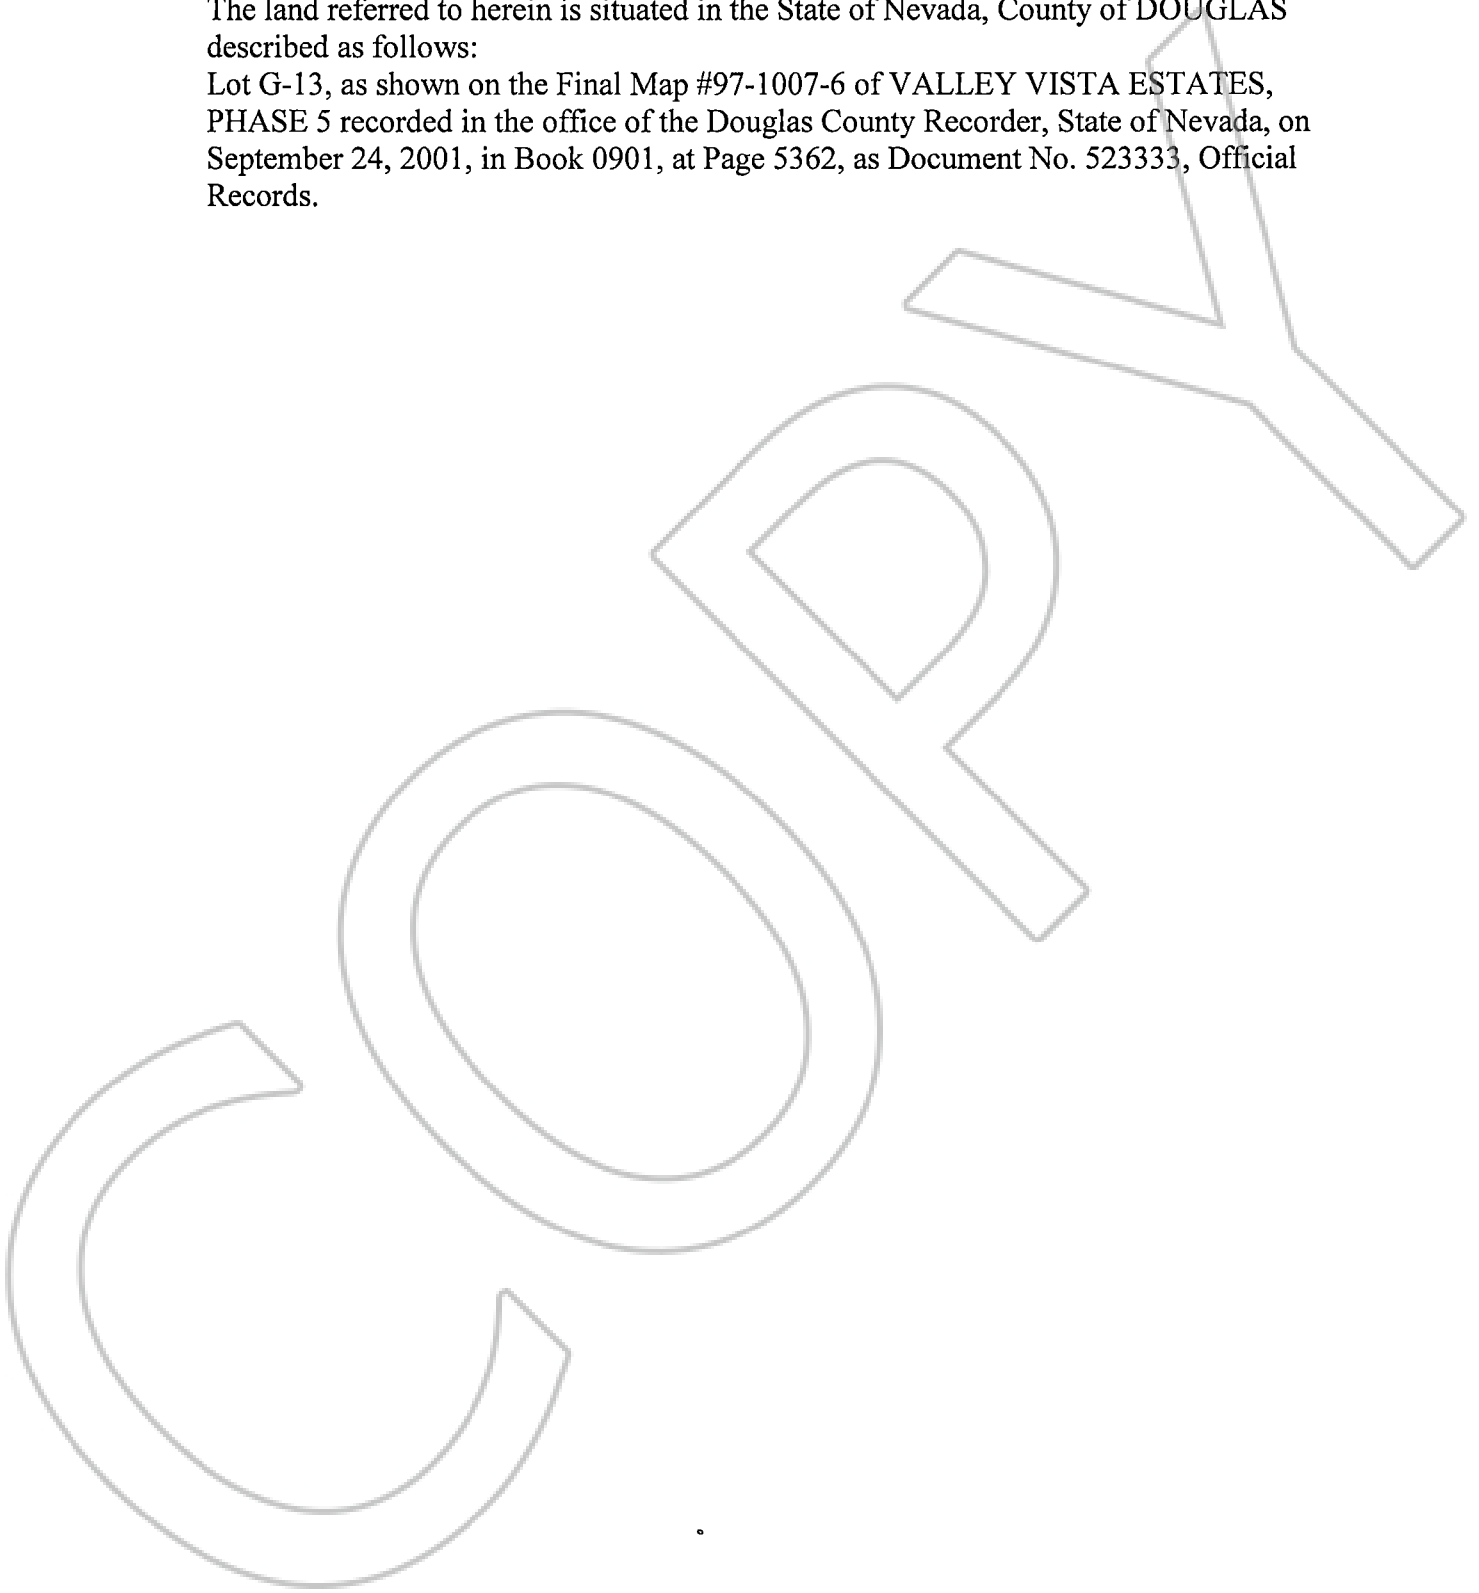 The land referred to herein is situated in the State of Nevada, County of DOUGLAS
described as follows:
Lot G-13, as shown on the Final Map #97-1007-6 of VALLEY VISTA ESTATES,
PHASE 5 recorded in the office of the Douglas County Recorder, State of Nevada, on
September 24, 2001, in Book 0901, at Page 5362, as Document No. 523333, Official
Records.
COPY